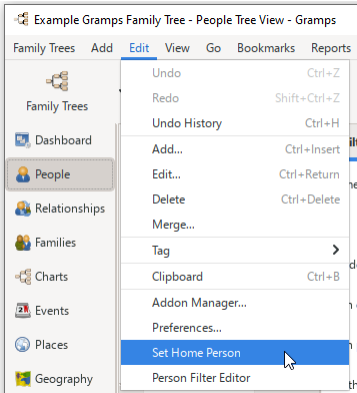 Example Gramps Family Tree - People Tree View - Gramps
Family Trees Add Edit View Go Bookmarks Reports
Family Trees
Dashboard
People
Relationships
Families
Charts
Events
Places
Geography
Undo Ctrl+Z
Redo Shift+Ctrl+Z
Undo History Ctrl+H
Add... Ctrl+Insert
Edit... Ctrl+Return
Delete Ctrl+Delete
Merge...
Tag
Clipboard Ctrl+B
Addon Manager...
Preferences...
Set Home Person
Person Filter Editor